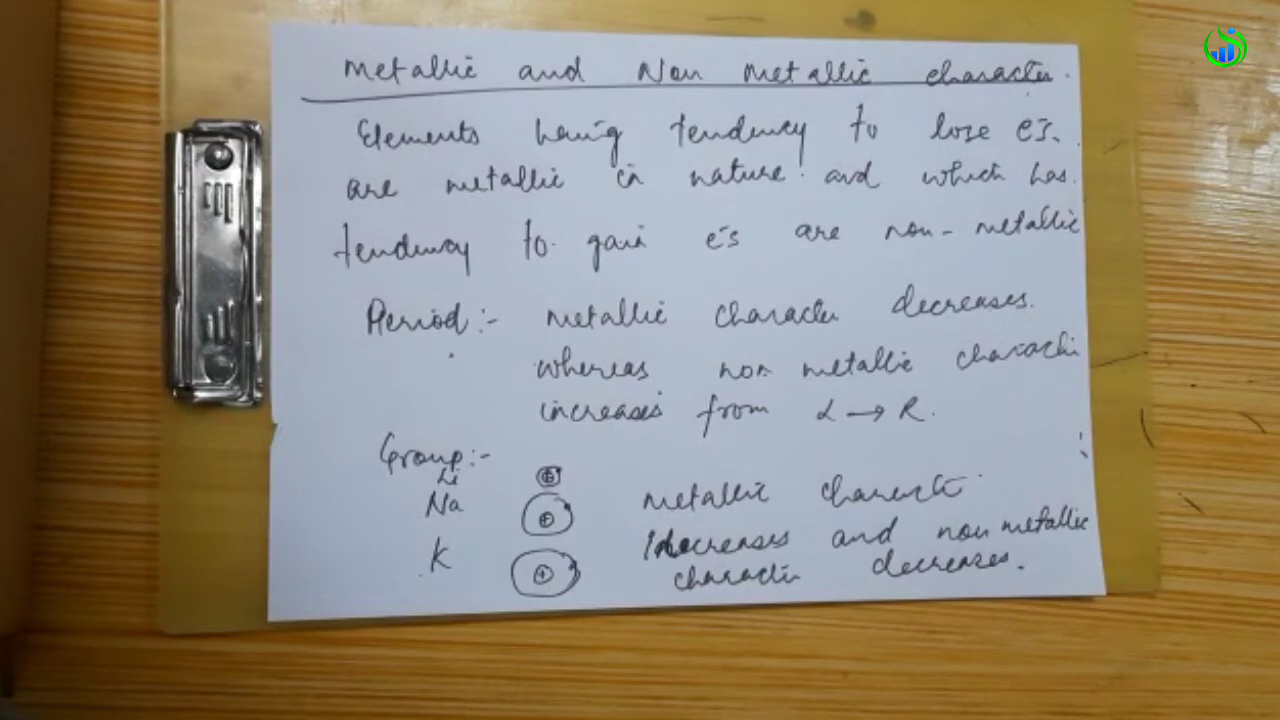 Metallic and Non Metallic character.
Elements having tendency to lose e⁻s.
are metallic in nature. and which has.
tendency to gain e⁻s are non-metallic
Period:- Metallic character decreases.
whereas non metallic character
increases from L → R.
Group:-
Li
Na
K
Metallic character
Increases and non metallic
character decreases.